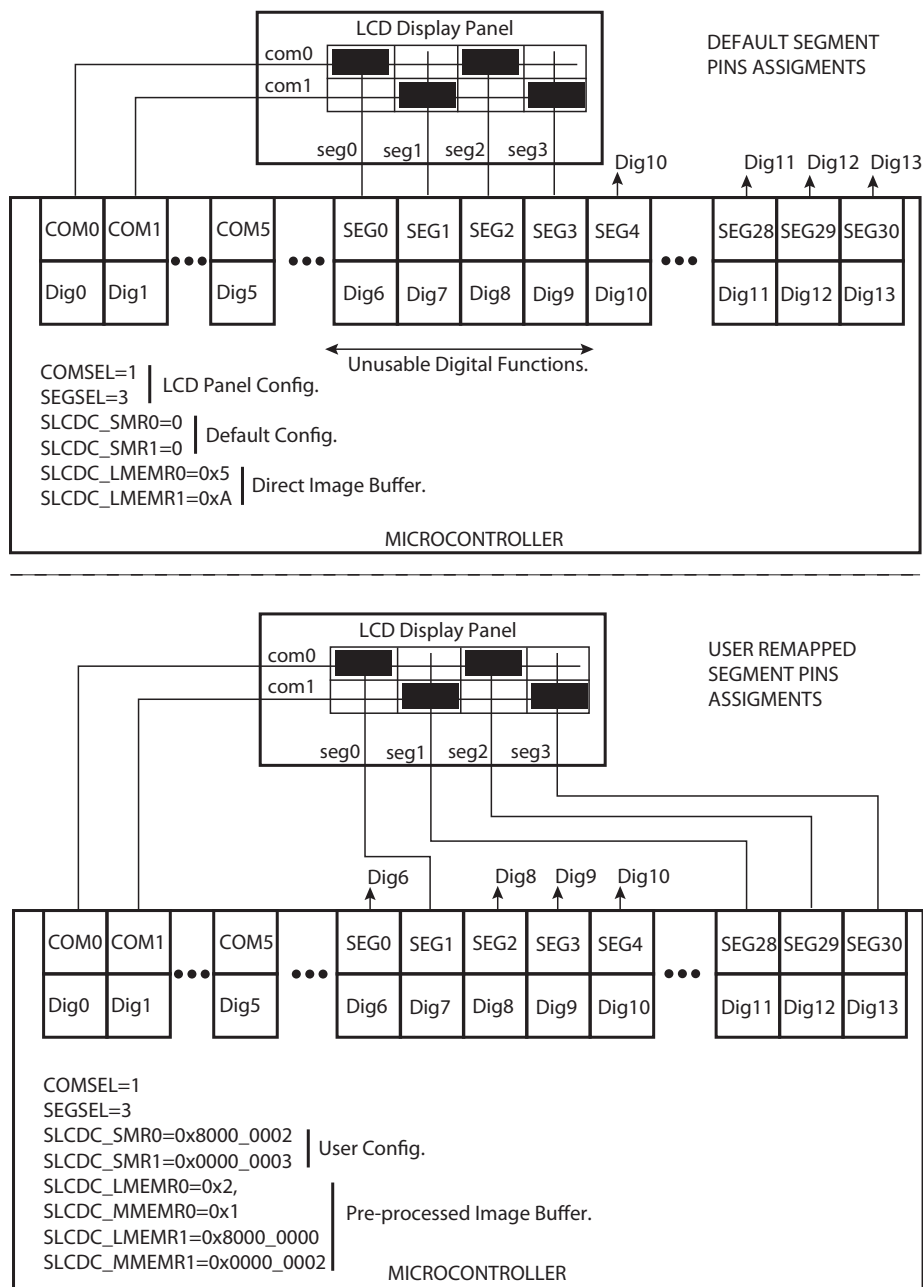 LCD Display Panel
DEFAULT SEGMENT
PINS ASSIGMENTS
com0
com1
seg0 seg1 seg2 seg3
Dig10 Dig11 Dig12 Dig13
COM0 COM1 COM5 SEG0 SEG1 SEG2 SEG3 SEG4 SEG28 SEG29 SEG30
Dig0 Dig1 Dig5 Dig6 Dig7 Dig8 Dig9 Dig10 Dig11 Dig12 Dig13
Unusable Digital Functions.
COMSEL=1
SEGSEL=3
LCD Panel Config.
SLCDC_SMR0=0
SLCDC_SMR1=0
Default Config.
SLCDC_LMEMR0=0x5
SLCDC_LMEMR1=0xA
Direct Image Buffer.
MICROCONTROLLER
LCD Display Panel
USER REMAPPED
SEGMENT PINS
ASSIGMENTS
com0
com1
seg0 seg1 seg2 seg3
Dig6 Dig8 Dig9 Dig10
COM0 COM1 COM5 SEG0 SEG1 SEG2 SEG3 SEG4 SEG28 SEG29 SEG30
Dig0 Dig1 Dig5 Dig6 Dig7 Dig8 Dig9 Dig10 Dig11 Dig12 Dig13
COMSEL=1
SEGSEL=3
SLCDC_SMR0=0x8000_0002
SLCDC_SMR1=0x0000_0003
User Config.
SLCDC_LMEMR0=0x2,
SLCDC_MMEMR0=0x1
SLCDC_LMEMR1=0x8000_0000
SLCDC_MMEMR1=0x0000_0002
Pre-processed Image Buffer.
MICROCONTROLLER